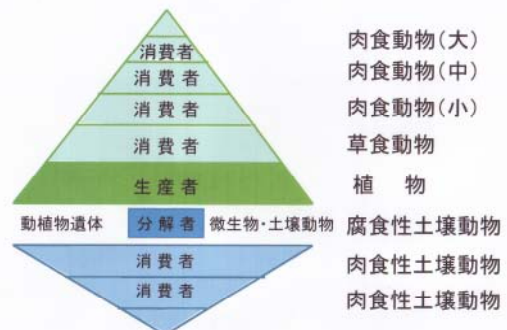 消費者 肉食動物(大)
消費者 肉食動物(中)
消費者 肉食動物(小)
消費者 草食動物
生産者 植物
動植物遺体 分解者 微生物・土壌動物 腐食性土壌動物
消費者 肉食性土壌動物
消費者 肉食性土壌動物